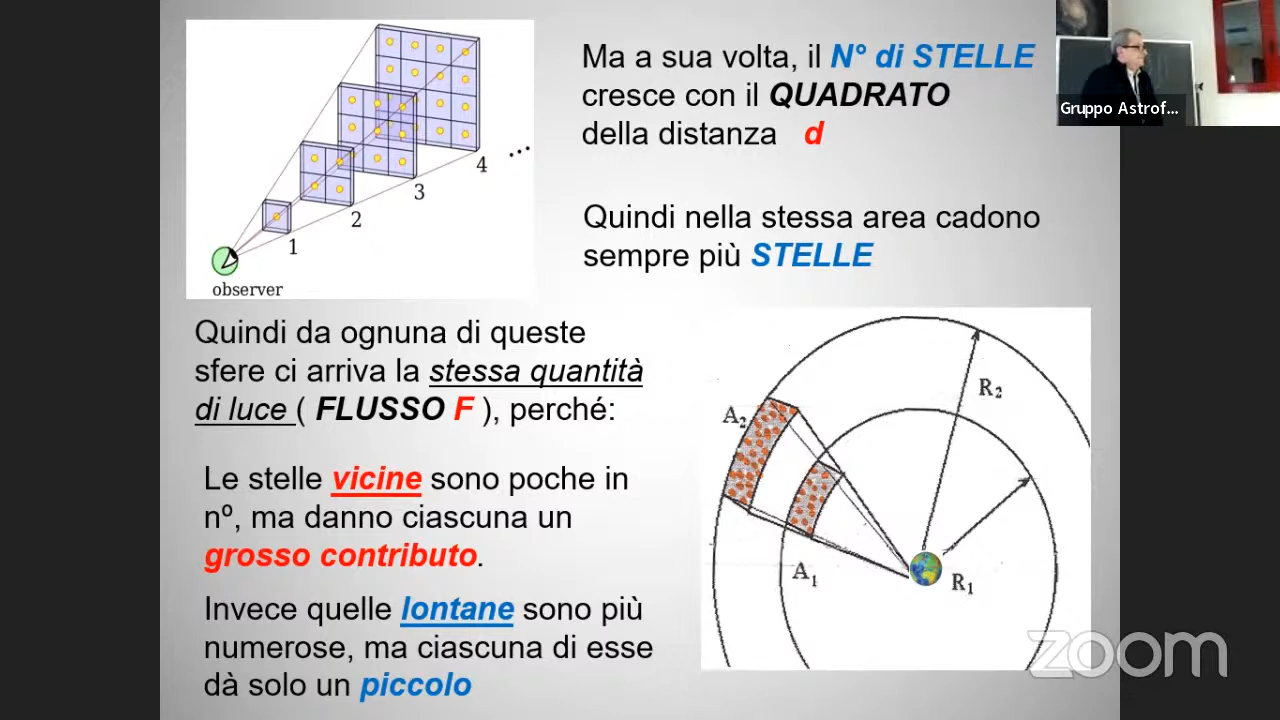 Ma a sua volta, il N° di STELLE
cresce con il QUADRATO
della distanza d
Gruppo Astrof...
4
...
3
2
1
observer
Quindi nella stessa area cadono
sempre più STELLE
Quindi da ognuna di queste
sfere ci arriva la stessa quantità
di luce ( FLUSSO F ), perché:
Le stelle vicine sono poche in
nº, ma danno ciascuna un
grosso contributo.
Invece quelle lontane sono più
numerose, ma ciascuna di esse
dà solo un piccolo
R2
A2
A1
R1
zoom